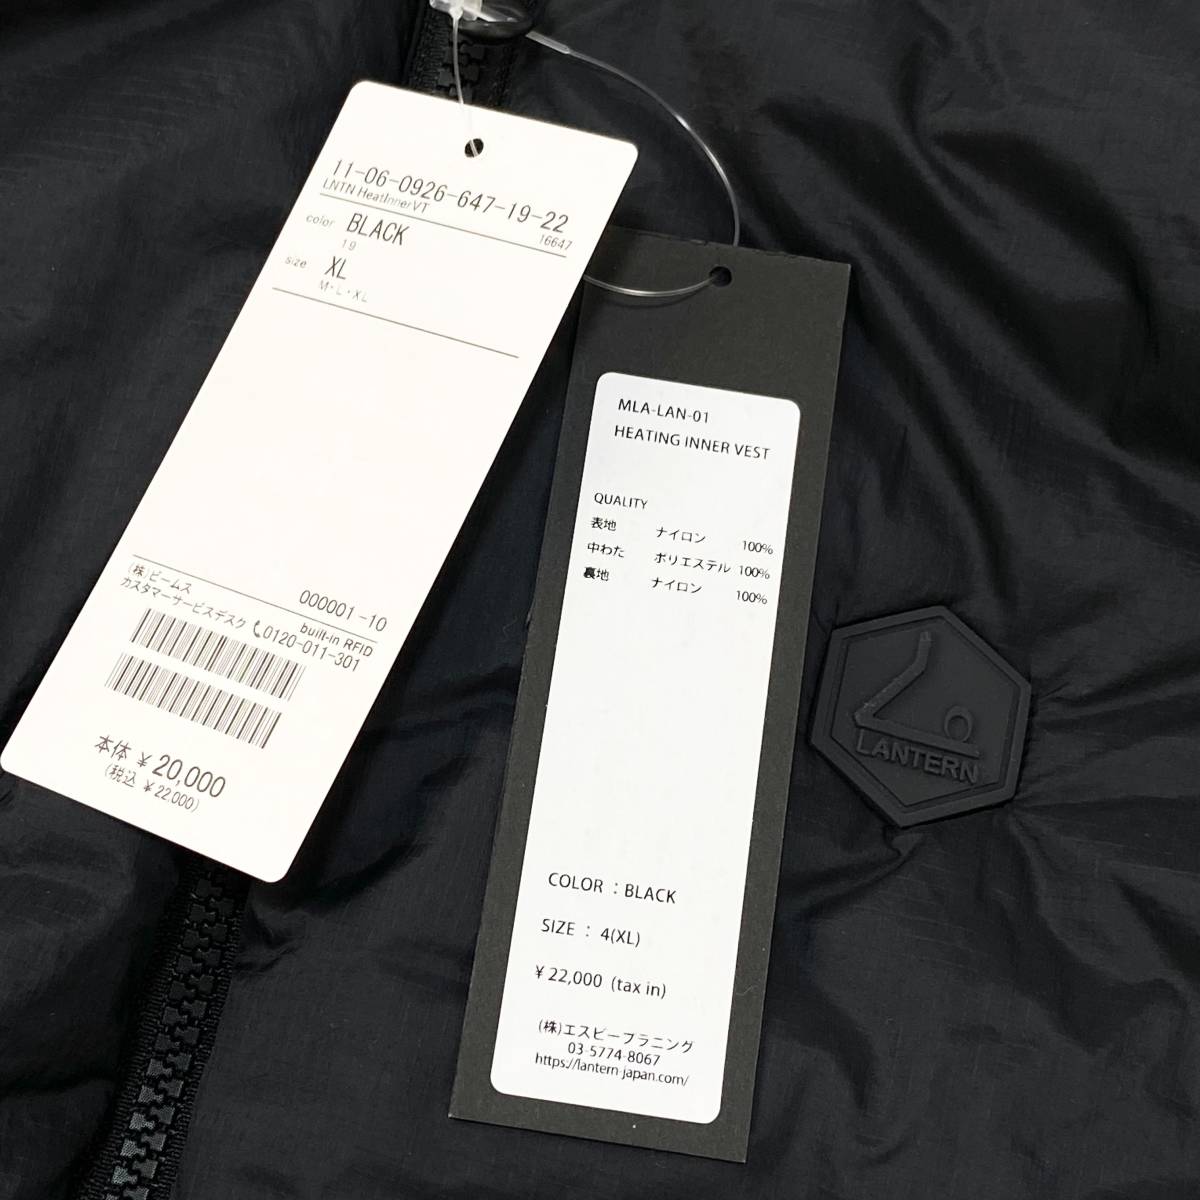 11-06-0926-647-19-22
LNTN HeatInnerVT
16647
color BLACK
19
size XL
M・L・XL
(株)ビームス 000001-10
built-in RFID
カスタマーサービスデスク 0120-011-301
本体 ¥ 20,000
(税込 ¥ 22,000)
MLA-LAN-01
HEATING INNER VEST
QUALITY
表地 ナイロン 100%
中わた ポリエステル 100%
裏地 ナイロン 100%
COLOR : BLACK
SIZE : 4(XL)
¥ 22,000 (tax in)
(株)エスピープラニング
03-5774-8067
https://lantern-japan.com/
LANTERN